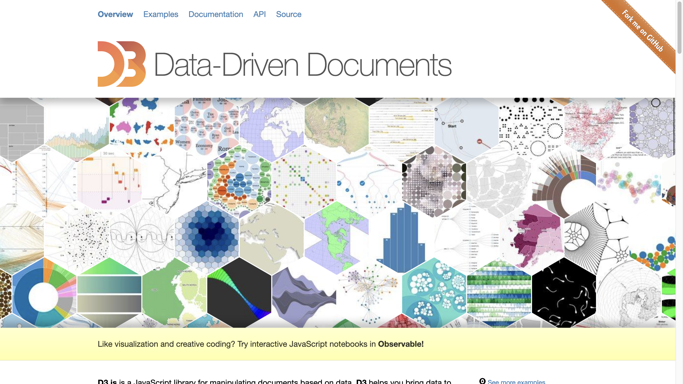 Overview Examples Documentation API Source
Fork me on GitHub
D3 Data-Driven Documents
Start
Like visualization and creative coding? Try interactive JavaScript notebooks in Observable!
D3.js is a JavaScript library for manipulating documents based on data. D3 helps you bring data to
See more examples